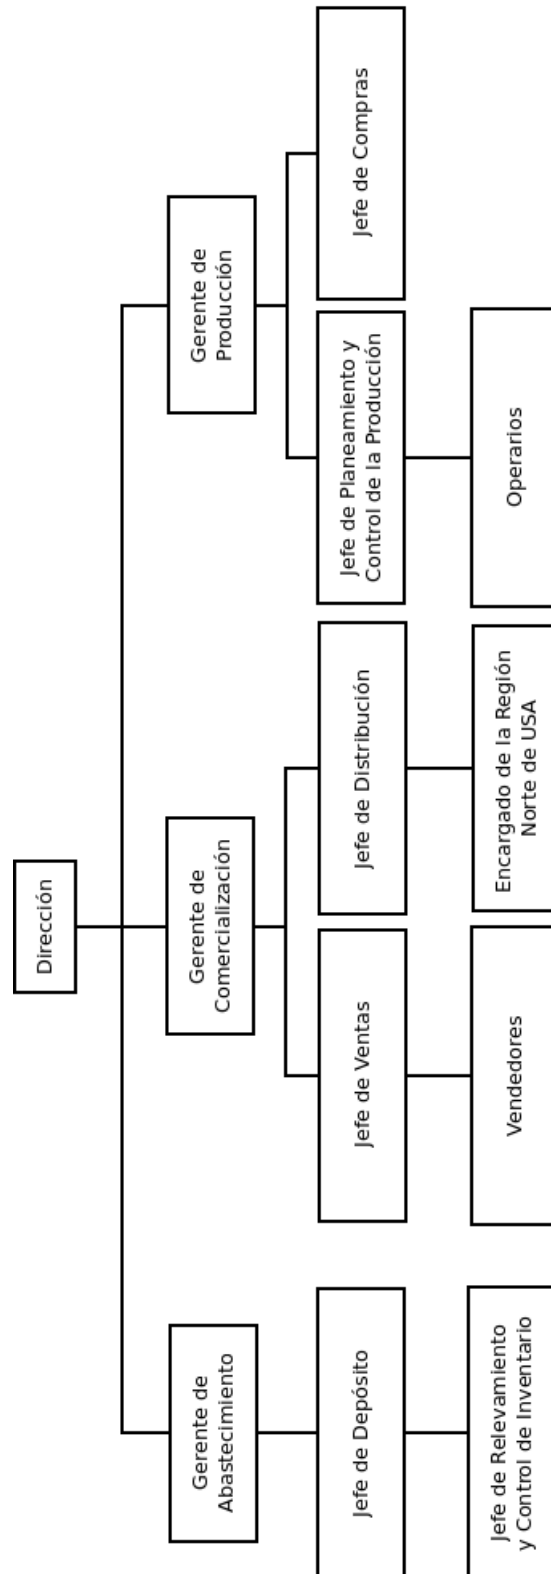 Dirección
Gerente de
Abastecimiento
Gerente de
Comercialización
Gerente de
Producción
Jefe de Depósito
Jefe de Ventas
Jefe de Distribución
Jefe de Planeamiento y
Control de la Producción
Jefe de Compras
Jefe de Relevamiento
y Control de Inventario
Vendedores
Encargado de la Región
Norte de USA
Operarios